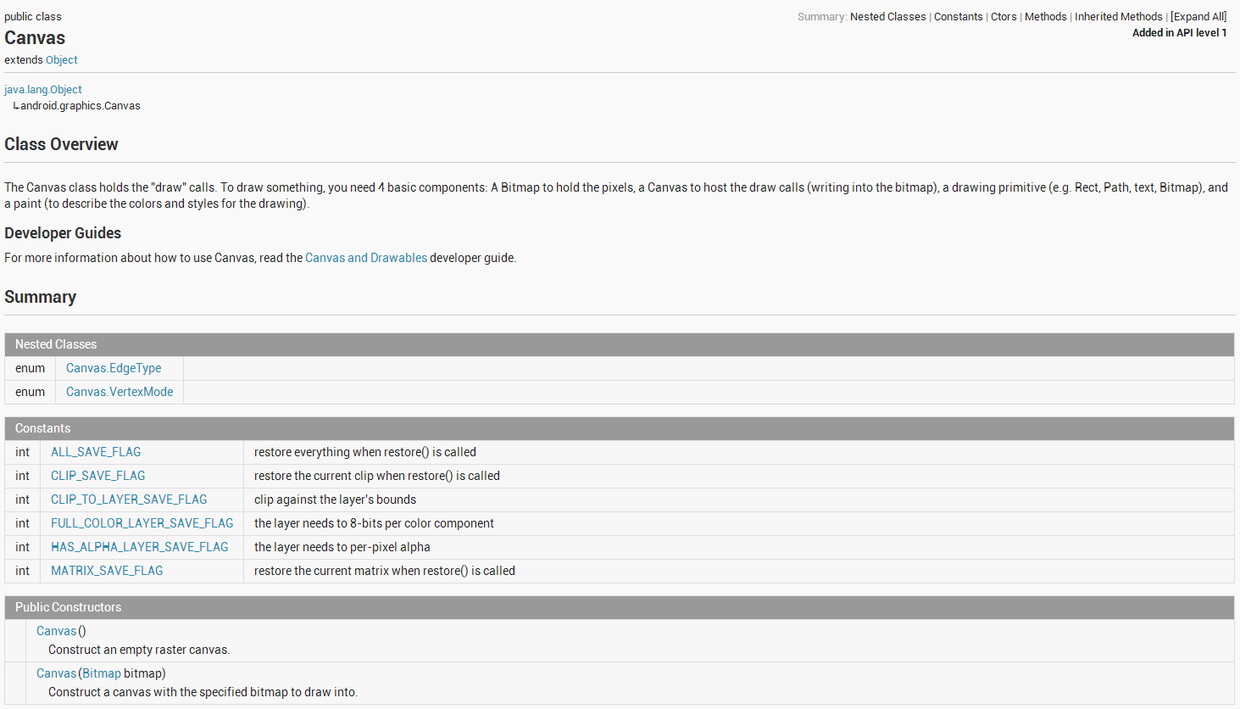 public class
Summary: Nested Classes | Constants | Ctors | Methods | Inherited Methods | [Expand All]
Canvas
Added in API level 1
extends Object
java.lang.Object
↳android.graphics.Canvas
Class Overview
The Canvas class holds the "draw" calls. To draw something, you need 4 basic components: A Bitmap to hold the pixels, a Canvas to host the draw calls (writing into the bitmap), a drawing primitive (e.g. Rect, Path, text, Bitmap), and
a paint (to describe the colors and styles for the drawing).
Developer Guides
For more information about how to use Canvas, read the Canvas and Drawables developer guide.
Summary
Nested Classes
enum Canvas.EdgeType
enum Canvas.VertexMode
Constants
int ALL_SAVE_FLAG restore everything when restore() is called
int CLIP_SAVE_FLAG restore the current clip when restore() is called
int CLIP_TO_LAYER_SAVE_FLAG clip against the layer's bounds
int FULL_COLOR_LAYER_SAVE_FLAG the layer needs to 8-bits per color component
int HAS_ALPHA_LAYER_SAVE_FLAG the layer needs to per-pixel alpha
int MATRIX_SAVE_FLAG restore the current matrix when restore() is called
Public Constructors
Canvas()
Construct an empty raster canvas.
Canvas(Bitmap bitmap)
Construct a canvas with the specified bitmap to draw into.